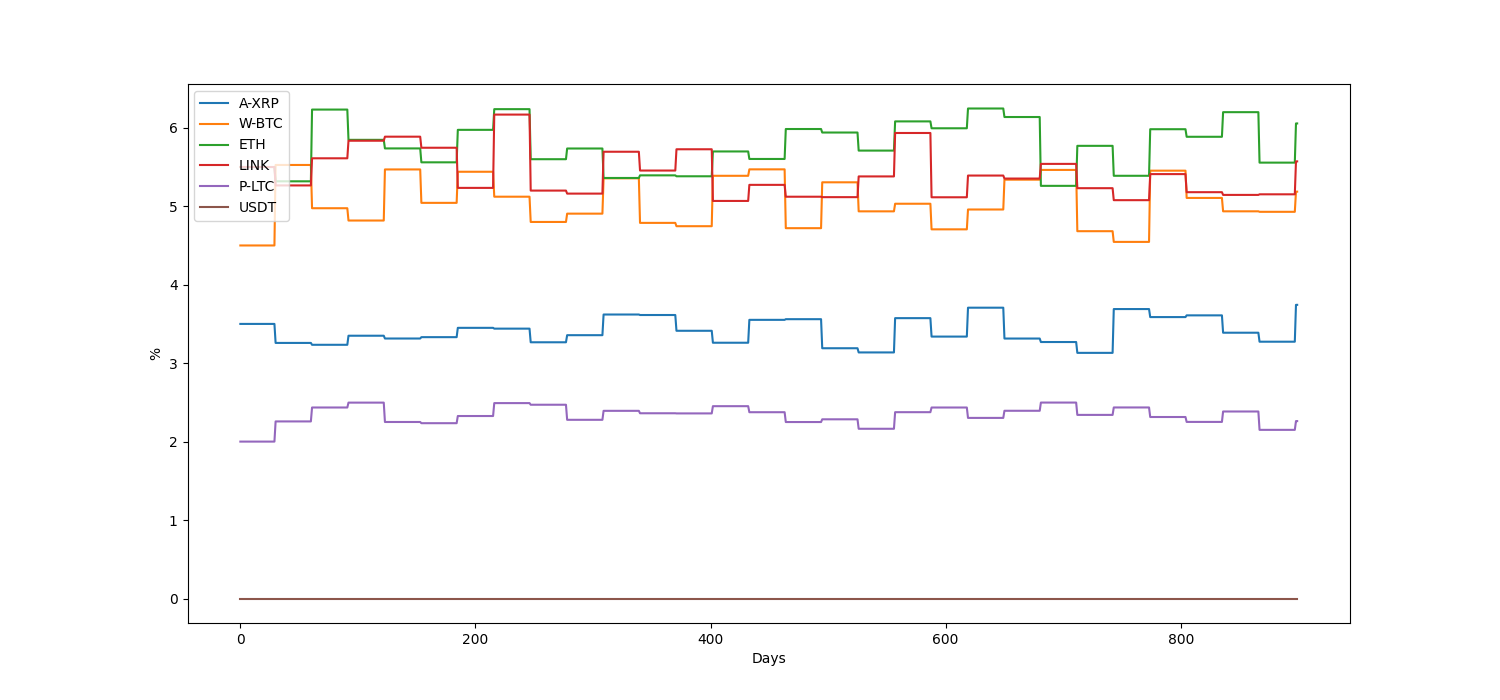 A-XRP
W-BTC
ETH
LINK
P-LTC
USDT
6
5
4
3
2
1
0
%
0 200 400 600 800
Days